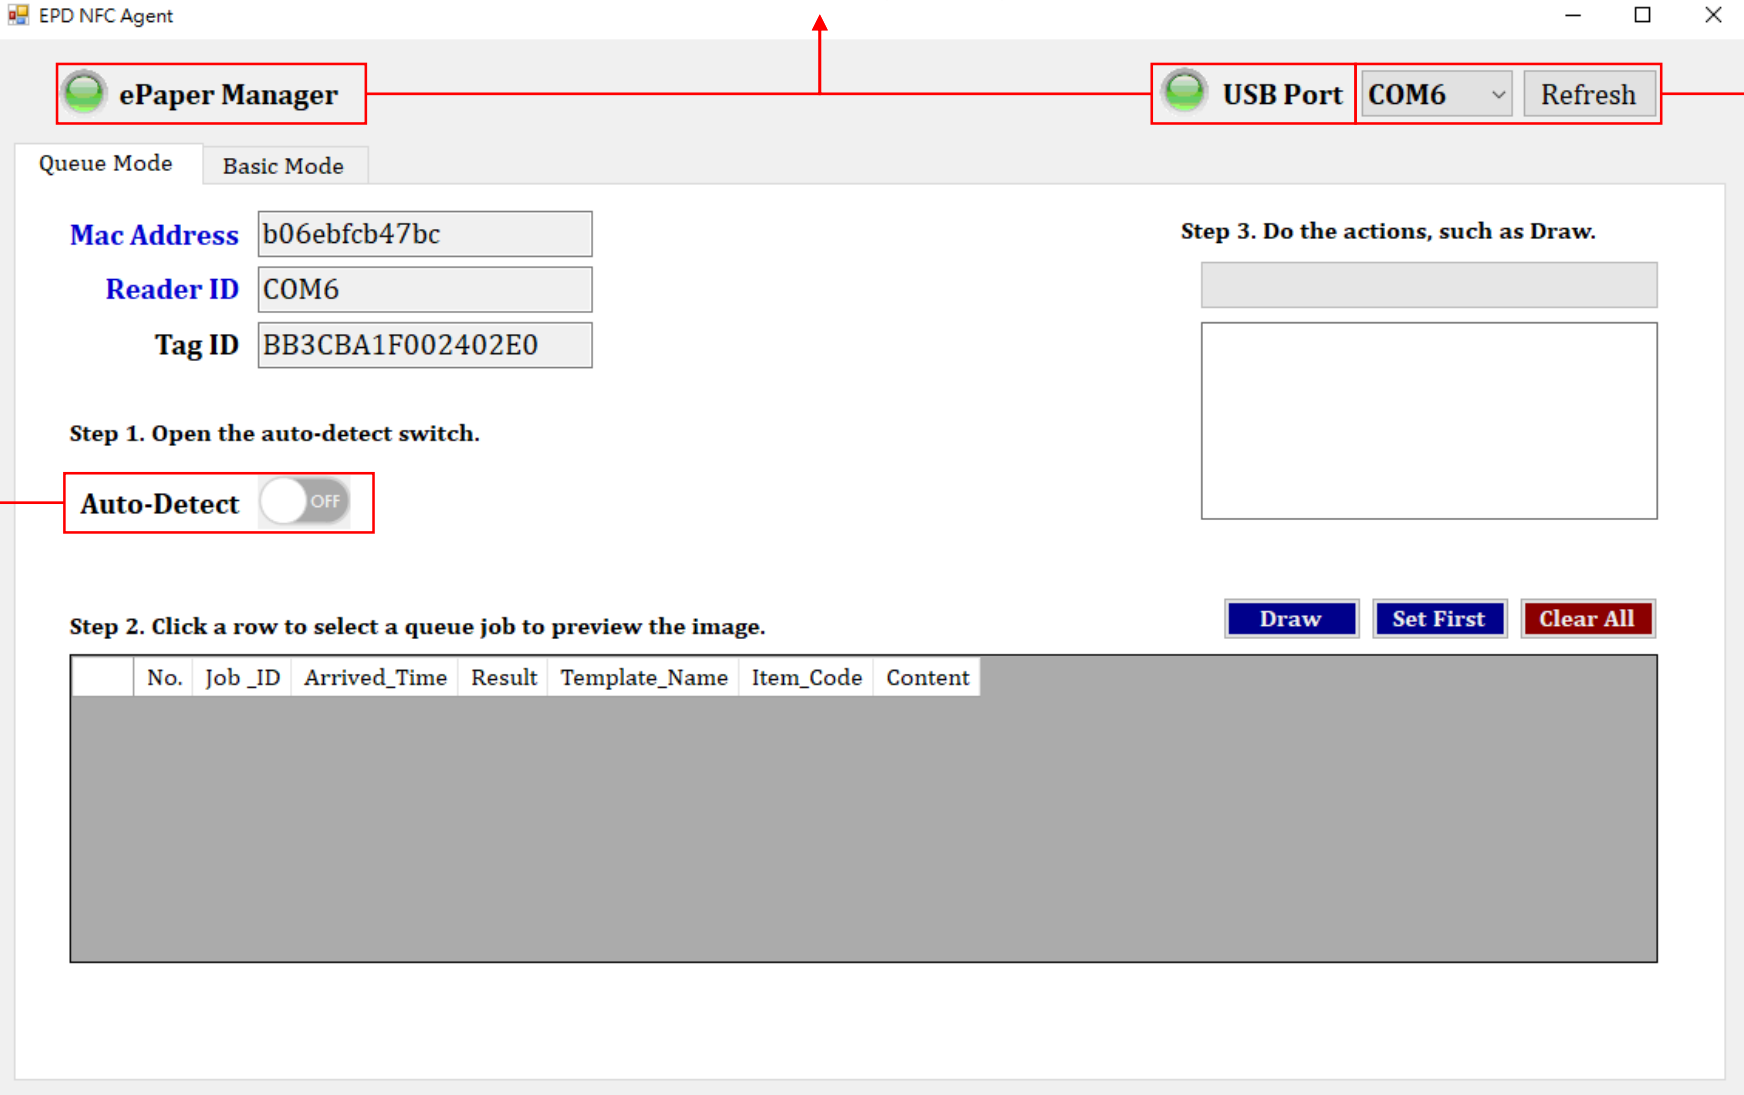 EPD NFC Agent
ePaper Manager
USB Port COM6 Refresh
Queue Mode Basic Mode
Mac Address b06ebfcb47bc
Reader ID COM6
Tag ID BB3CBA1F002402E0
Step 3. Do the actions, such as Draw.
Step 1. Open the auto-detect switch.
Auto-Detect OFF
Draw Set First Clear All
Step 2. Click a row to select a queue job to preview the image.
No. Job _ID Arrived_Time Result Template_Name Item_Code Content